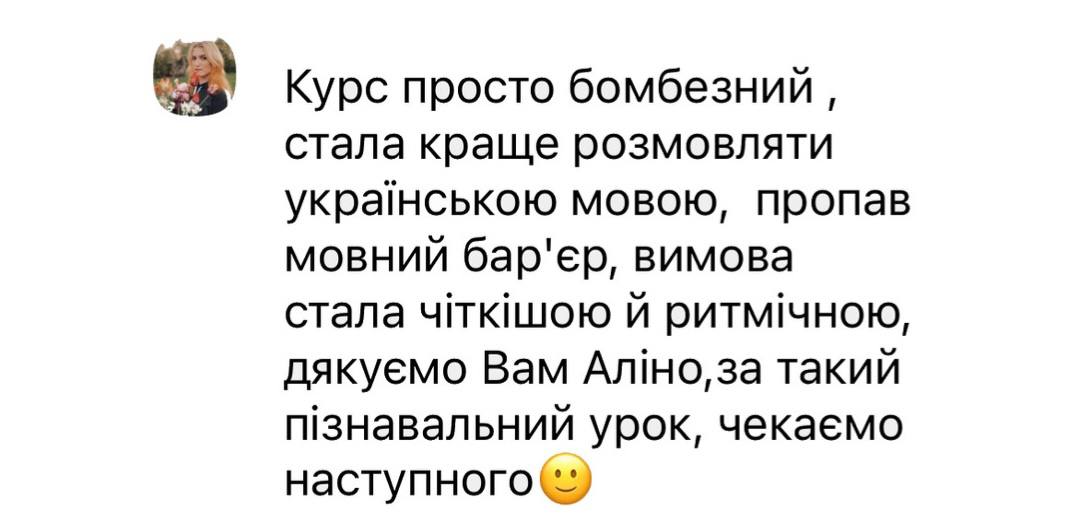 Курс просто бомбезний ,
стала краще розмовляти
українською мовою,  пропав
мовний бар'єр, вимова
стала чіткішою й ритмічною,
дякуємо Вам Аліно,за такий
пізнавальний урок, чекаємо
наступного🙂